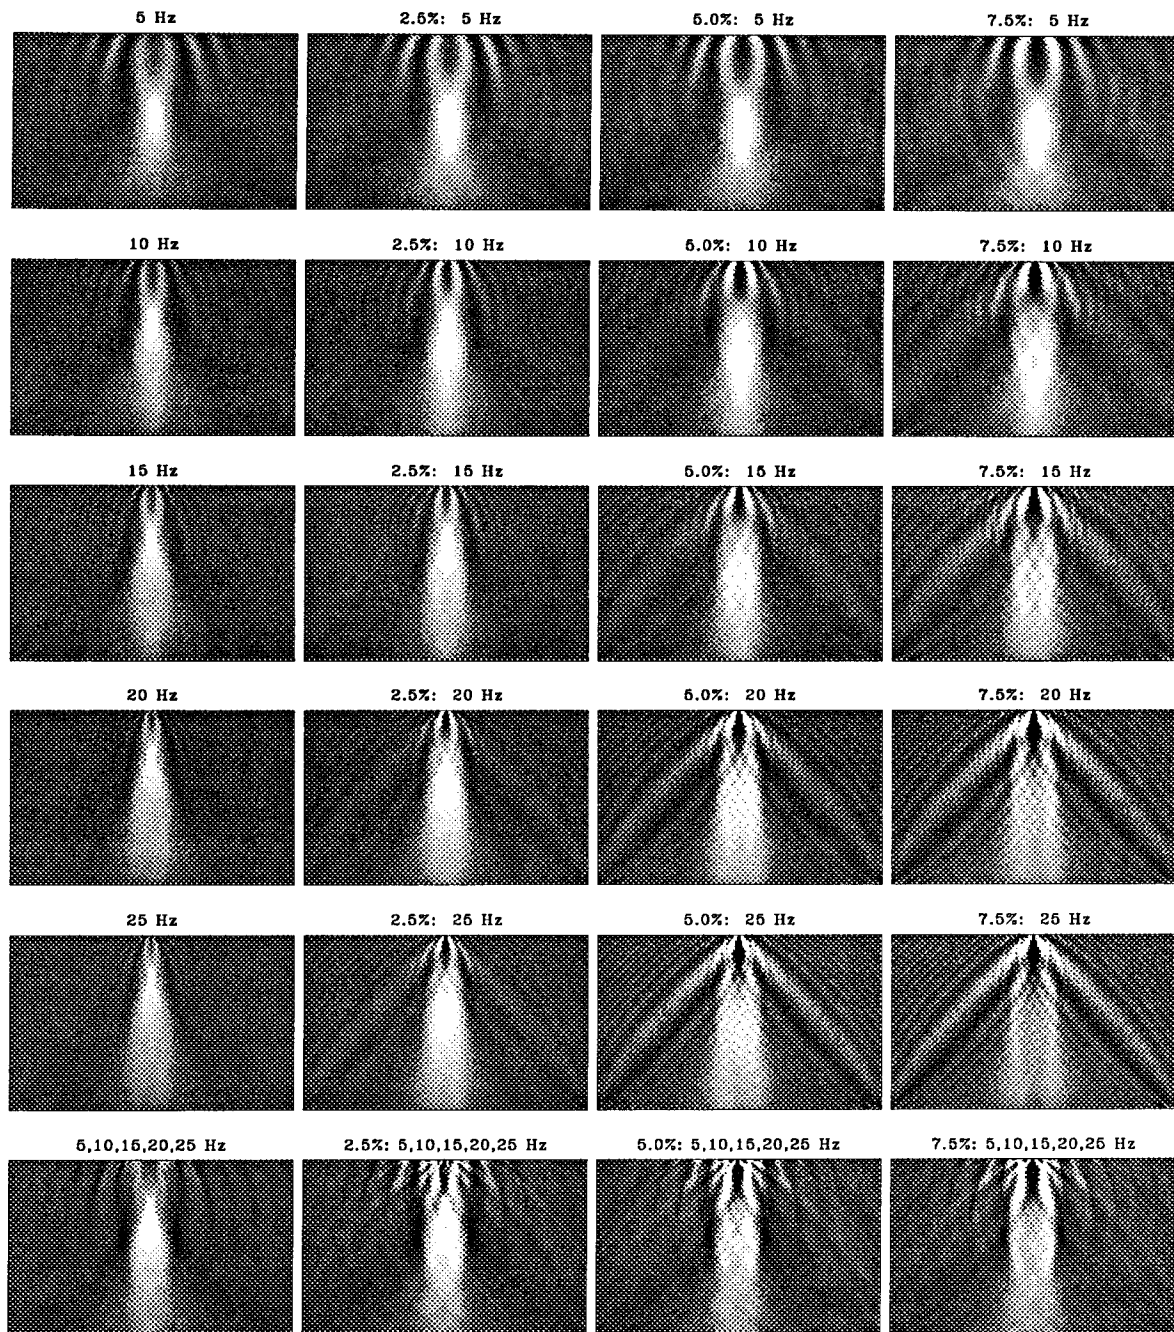 5 Hz
2.5%: 5 Hz
5.0%: 5 Hz
7.5%: 5 Hz
10 Hz
2.5%: 10 Hz
5.0%: 10 Hz
7.5%: 10 Hz
15 Hz
2.5%: 15 Hz
5.0%: 15 Hz
7.5%: 15 Hz
20 Hz
2.5%: 20 Hz
5.0%: 20 Hz
7.5%: 20 Hz
25 Hz
2.5%: 25 Hz
5.0%: 25 Hz
7.5%: 25 Hz
5,10,15,20,25 Hz
2.5%: 5,10,15,20,25 Hz
5.0%: 5,10,15,20,25 Hz
7.5%: 5,10,15,20,25 Hz